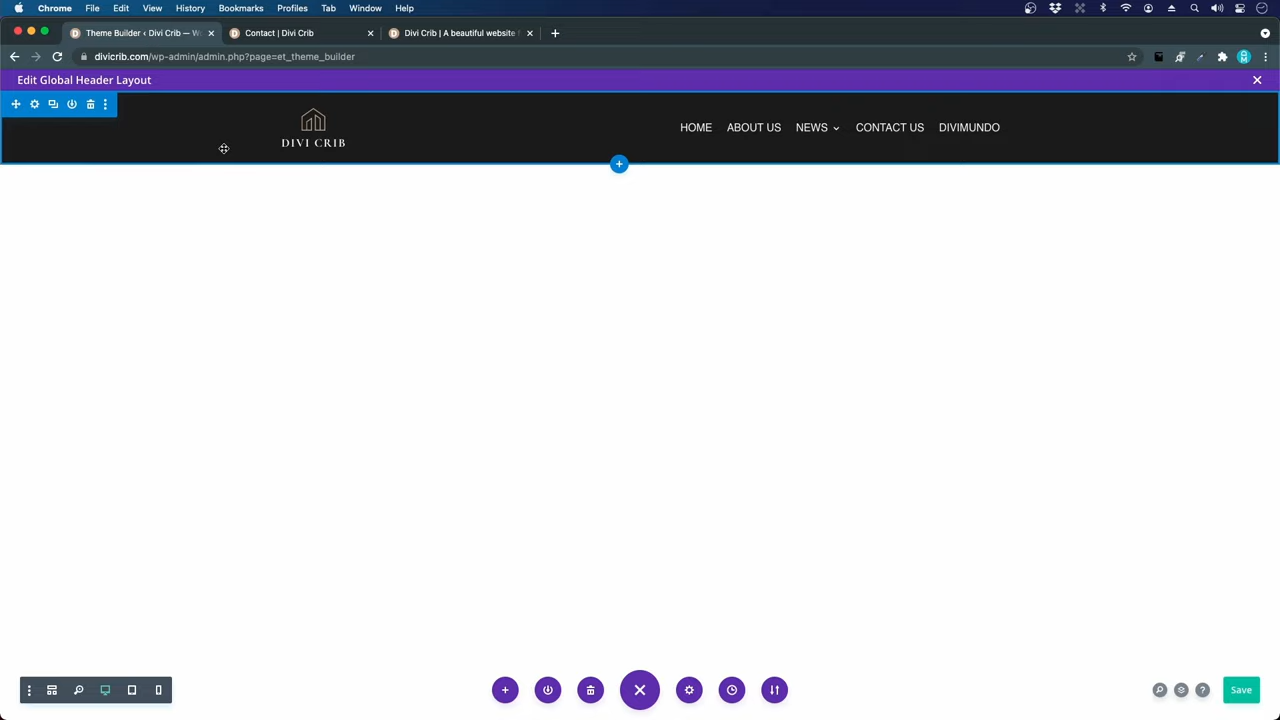 Chrome File Edit View History Bookmarks Profiles Tab Window Help
Theme Builder ‹ Divi Crib — W
Contact | Divi Crib
Divi Crib | A beautiful website
divicrib.com/wp-admin/admin.php?page=et_theme_builder
Edit Global Header Layout
DIVI CRIB
HOME ABOUT US NEWS CONTACT US DIVIMUNDO
Save